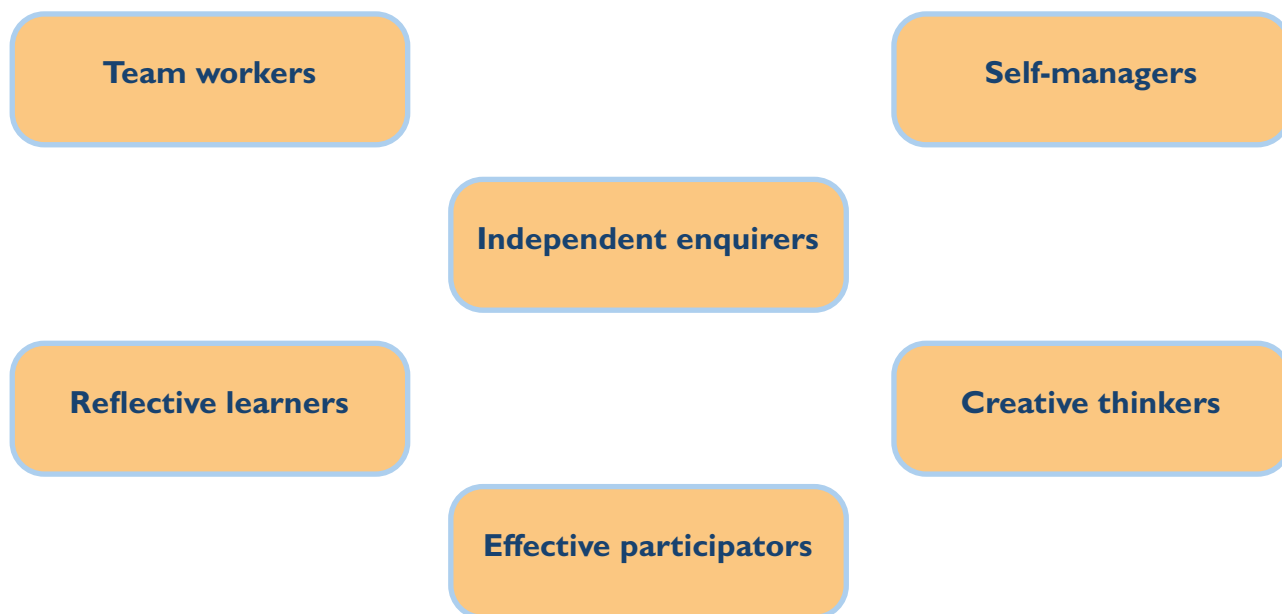 Team workers
Self-managers
Independent enquirers
Reflective learners
Creative thinkers
Effective participators